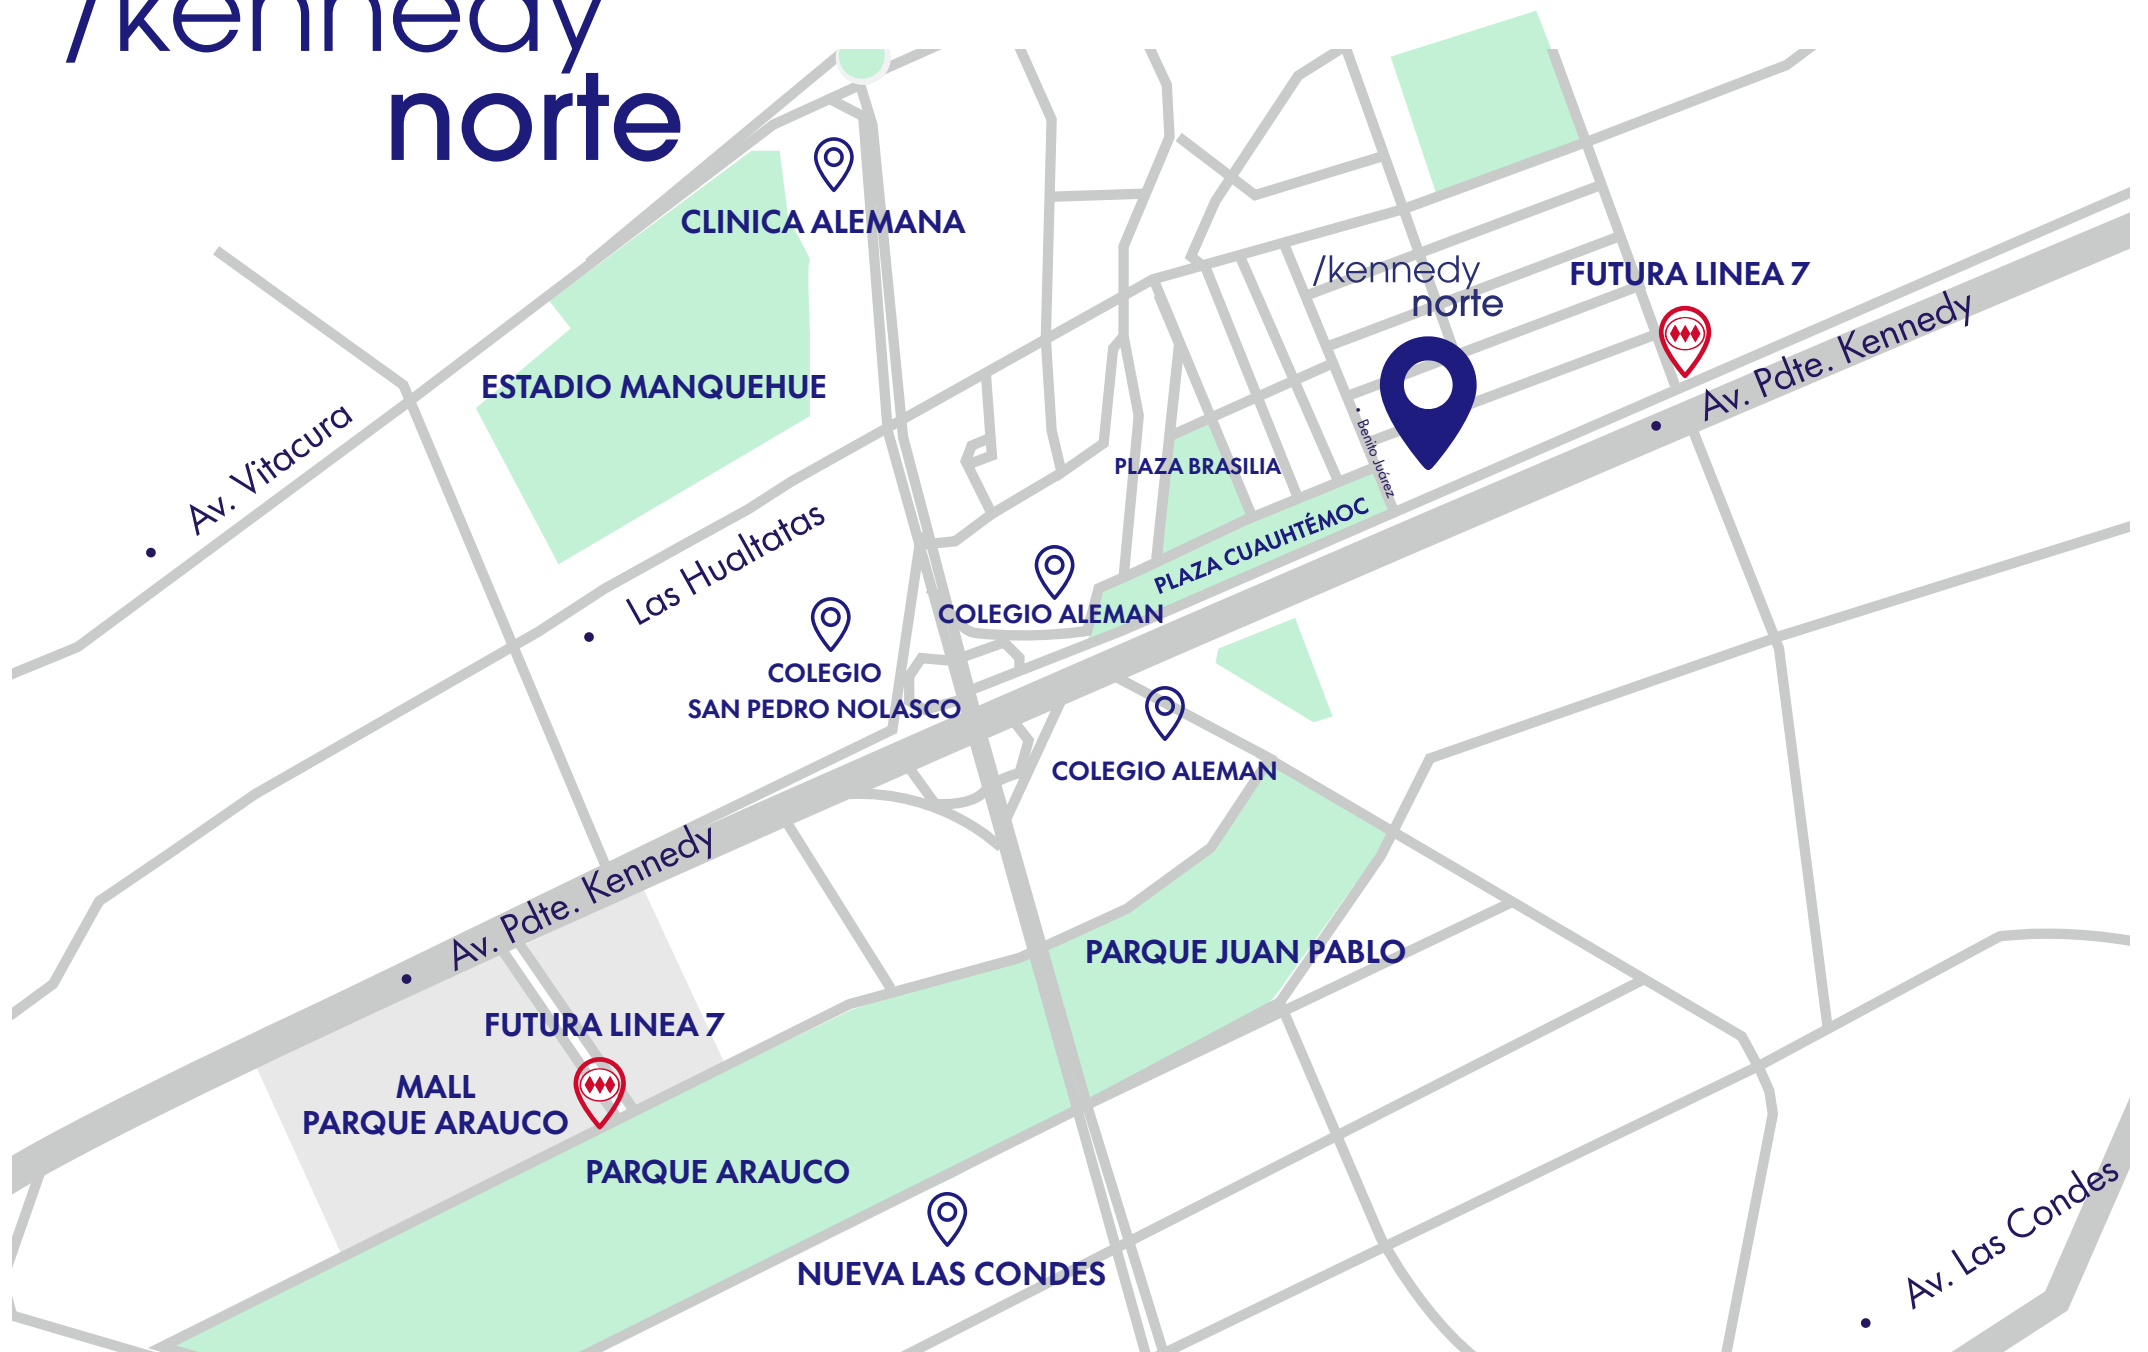 /kennedy
norte
CLINICA ALEMANA
/kennedy
norte
FUTURA LINEA 7
Av. Pdte. Kennedy
ESTADIO MANQUEHUE
Av. Vitacura
• Benito Juárez
PLAZA BRASILIA
PLAZA CUAUHTÉMOC
Las Hualtatas
COLEGIO ALEMAN
COLEGIO
SAN PEDRO NOLASCO
COLEGIO ALEMAN
Av. Pdte. Kennedy
PARQUE JUAN PABLO
FUTURA LINEA 7
MALL
PARQUE ARAUCO
PARQUE ARAUCO
NUEVA LAS CONDES
Av. Las Condes